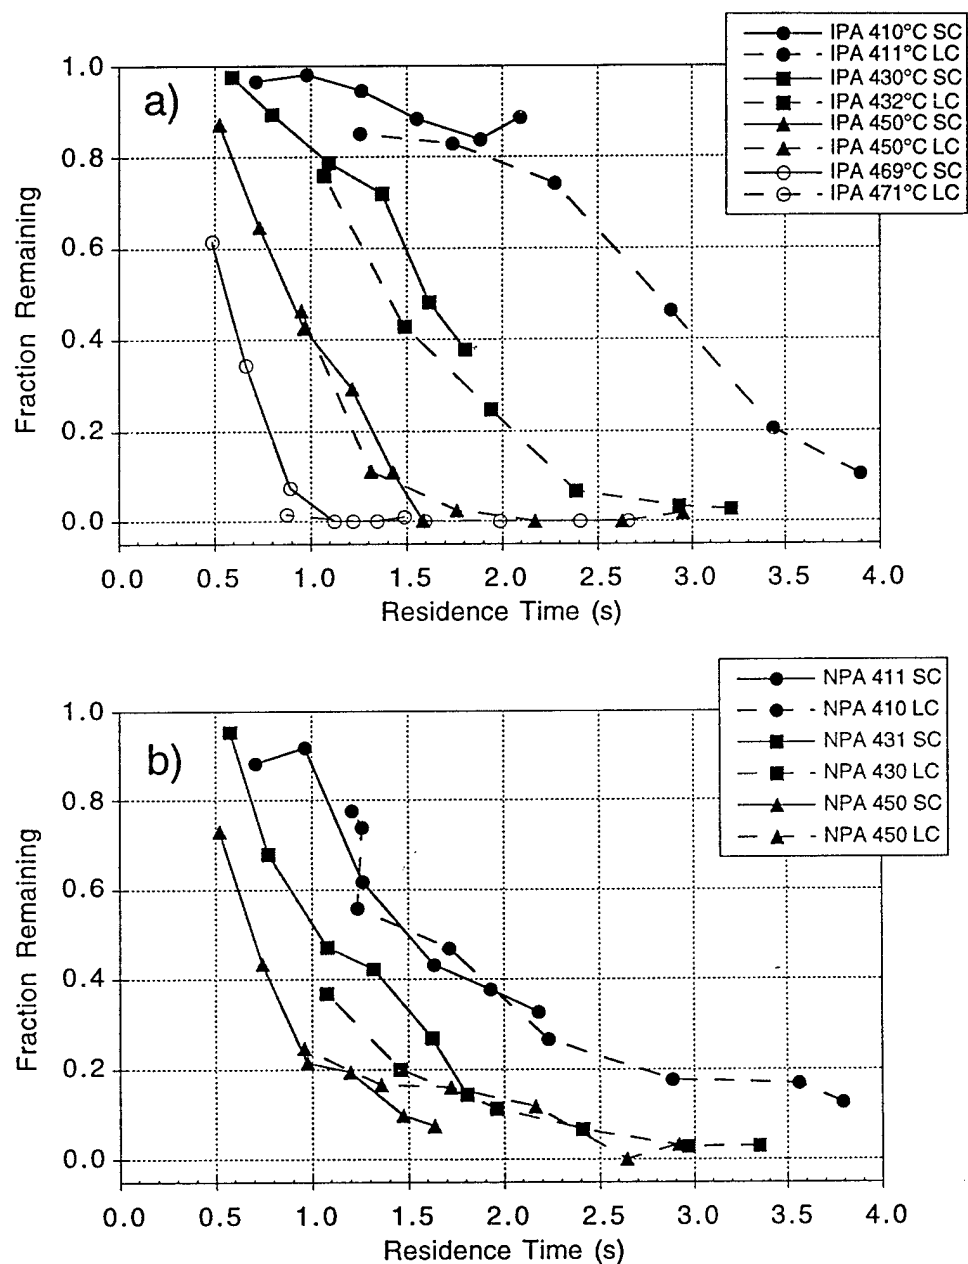 IPA 410°C SC
IPA 411°C LC
IPA 430°C SC
IPA 432°C LC
IPA 450°C SC
IPA 450°C LC
IPA 469°C SC
IPA 471°C LC
a)
1.0
0.8
0.6
0.4
0.2
0.0
Fraction Remaining
0.0 0.5 1.0 1.5 2.0 2.5 3.0 3.5 4.0
Residence Time (s)
NPA 411 SC
NPA 410 LC
NPA 431 SC
NPA 430 LC
NPA 450 SC
NPA 450 LC
b)
1.0
0.8
0.6
0.4
0.2
0.0
Fraction Remaining
0.0 0.5 1.0 1.5 2.0 2.5 3.0 3.5 4.0
Residence Time (s)